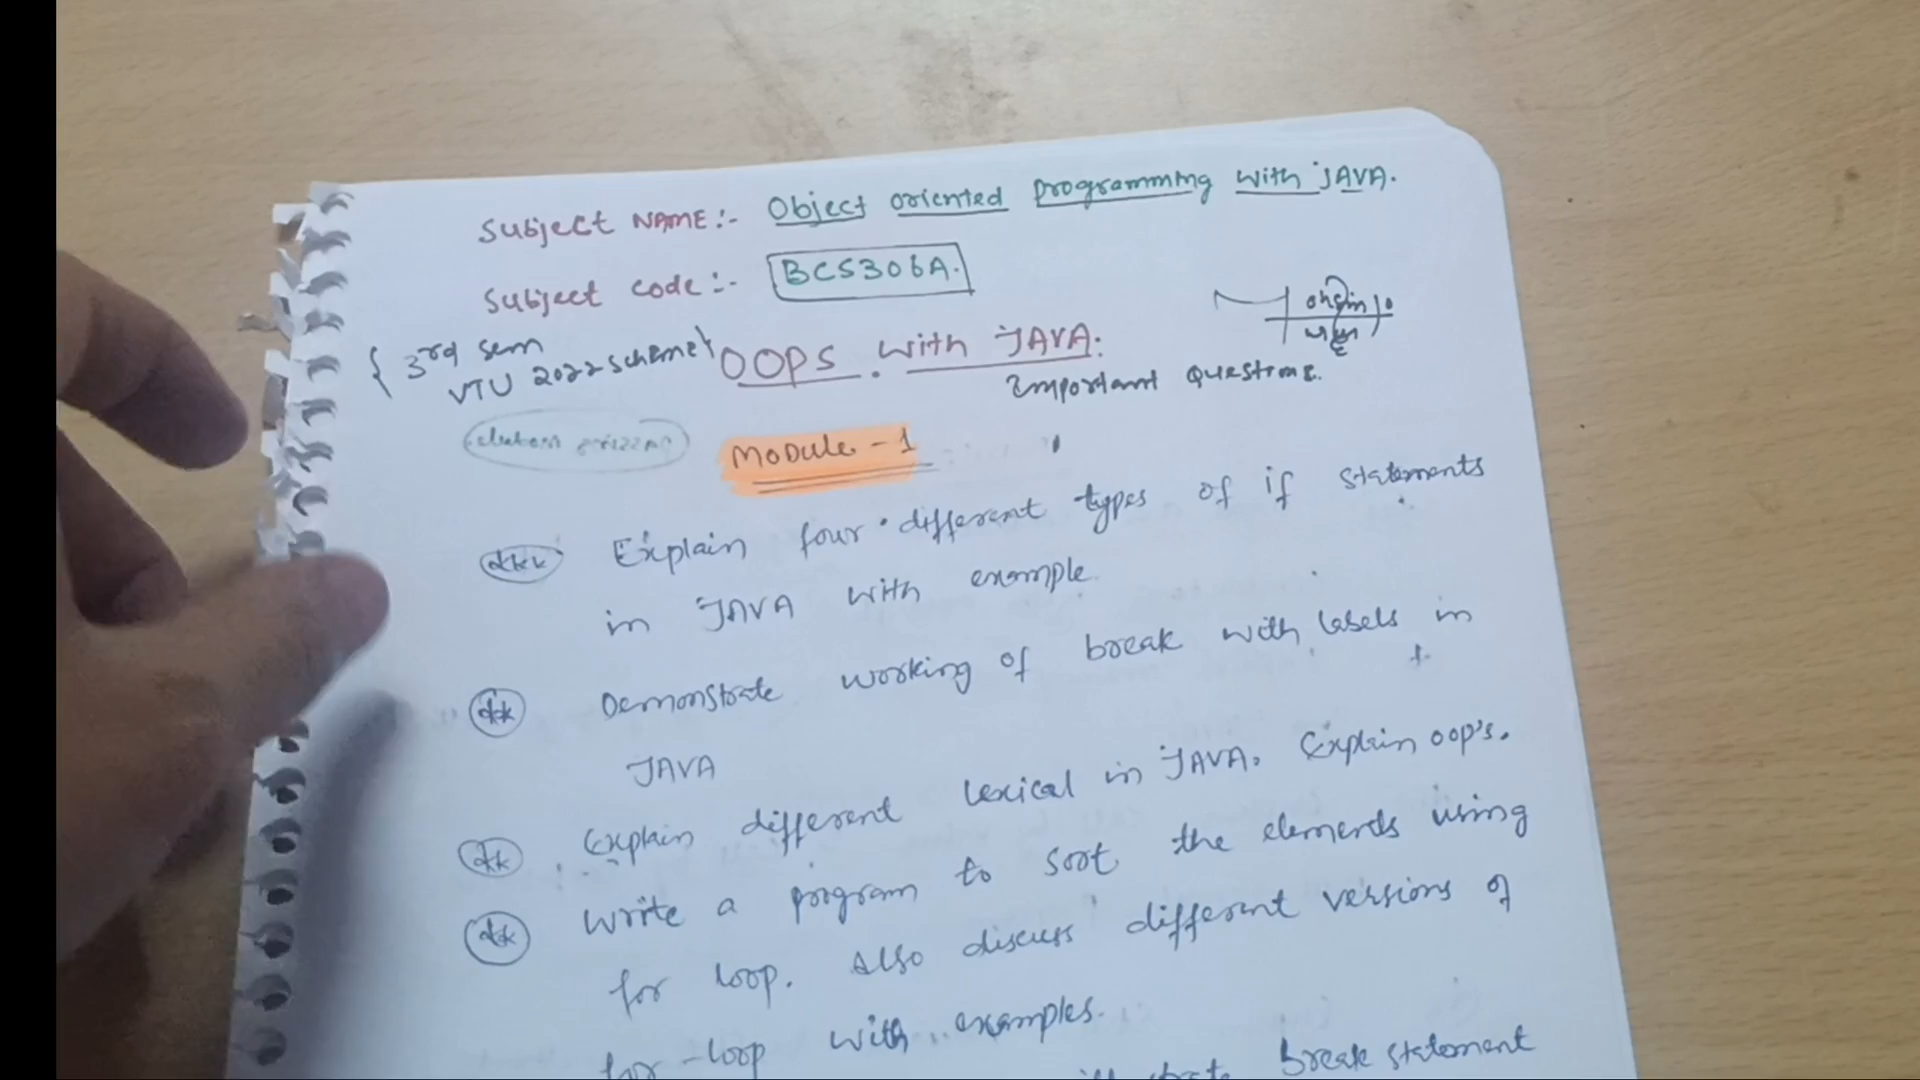 Subject NAME:- Object oriented programming with JAVA.
Subject code:- BCS306A.
{ 3rd sem
VTU 2022 scheme}
OOPS with JAVA.
Important Questions.
Module - 1
Explain four different types of if statements
in JAVA with example.
Demonstrate working of break with labels in
JAVA
Explain different lexical in JAVA. Explain oop's.
Write a program to sort the elements using
for loop. Also discuss different versions of
for-loop with examples.
break statement